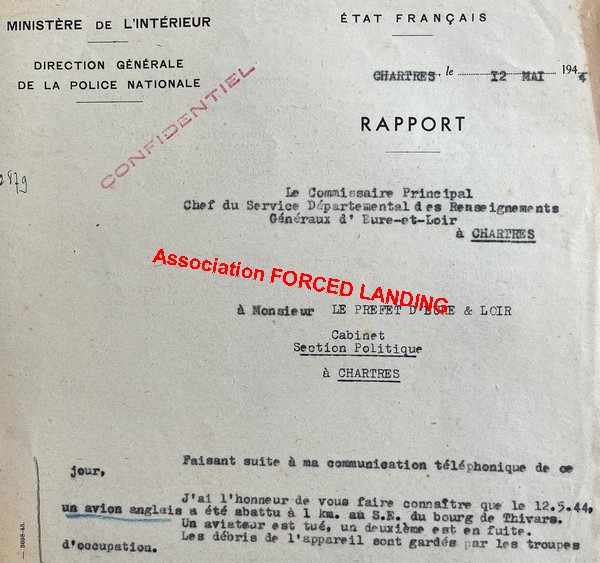 MINISTÈRE DE L'INTÉRIEUR
DIRECTION GÉNÉRALE
DE LA POLICE NATIONALE
ÉTAT FRANÇAIS
CHARTRES, le 12 MAI 1944
CONFIDENTIEL
RAPPORT
Le Commissaire Principal
Chef du Service Départemental des Renseignements
Généraux d'Eure-et-Loir
à CHARTRES
Association FORCED LANDING
à Monsieur LE PREFET D'EURE & LOIR
Cabinet
Section Politique
à CHARTRES
Faisant suite à ma communication téléphonique de ce
jour,
J'ai l'honneur de vous faire connaître que le 12.5.44,
un avion anglais a été abattu à 1 km. au S.E. du bourg de Thivars.
Un aviateur est tué, un deuxième est en fuite.
Les débris de l'appareil sont gardés par les troupes
d'occupation.